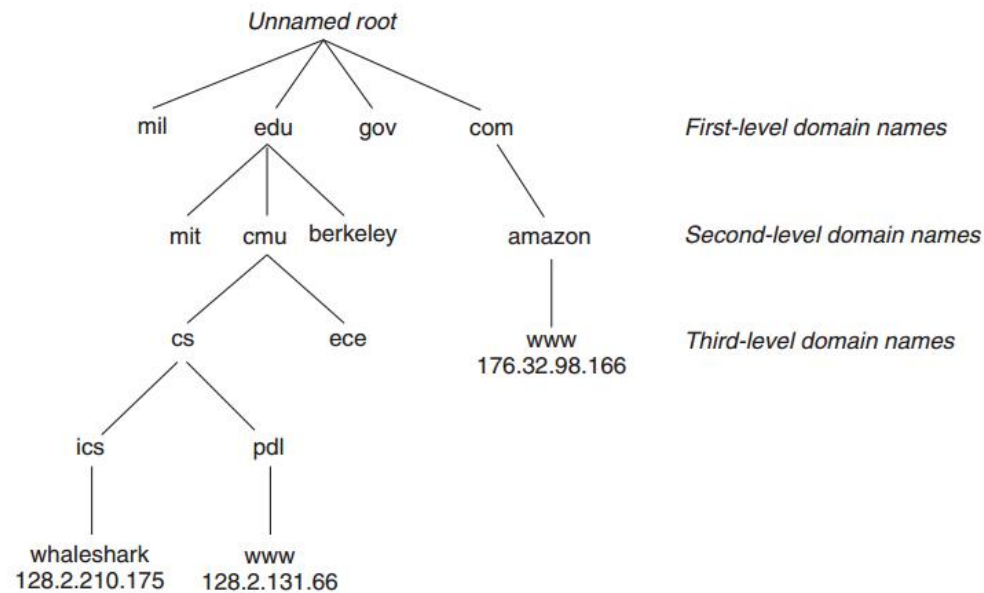 Unnamed root
mil edu gov com First-level domain names
mit cmu berkeley amazon Second-level domain names
cs ece www Third-level domain names
176.32.98.166
ics pdl
whaleshark www
128.2.210.175 128.2.131.66